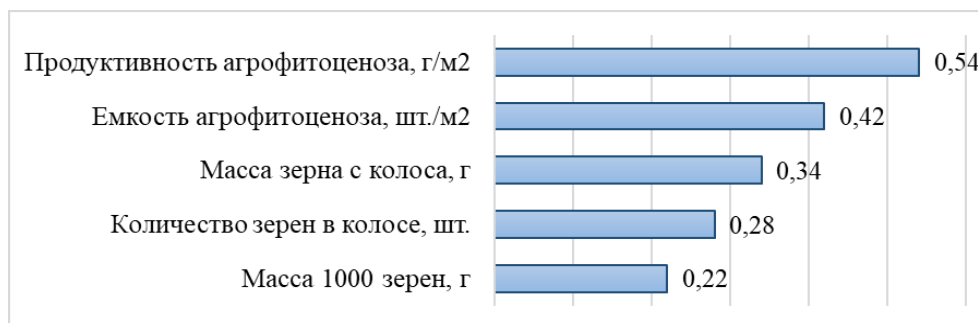 Продуктивность агрофитоценоза, г/м2 0,54
Емкость агрофитоценоза, шт./м2 0,42
Масса зерна с колоса, г 0,34
Количество зерен в колосе, шт. 0,28
Масса 1000 зерен, г 0,22